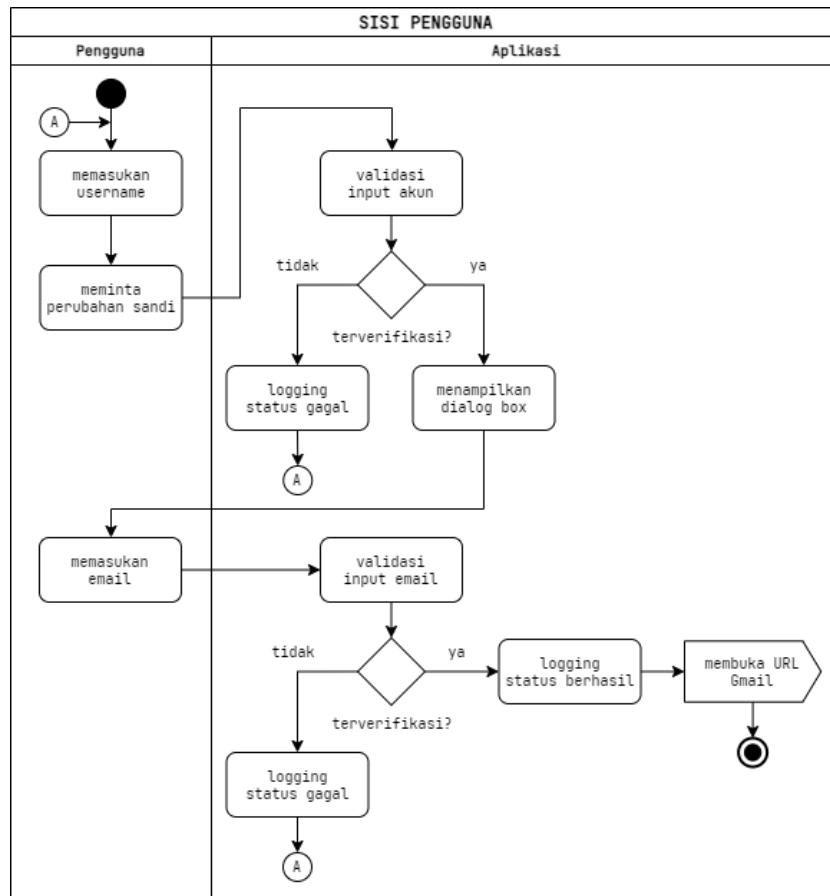 SISI PENGGUNA
Pengguna
Aplikasi
A
memasukan
username
meminta
perubahan sandi
validasi
input akun
tidak
ya
terverifikasi?
logging
status gagal
menampilkan
dialog box
A
memasukan
email
validasi
input email
tidak
ya
terverifikasi?
logging
status berhasil
membuka URL
Gmail
logging
status gagal
A